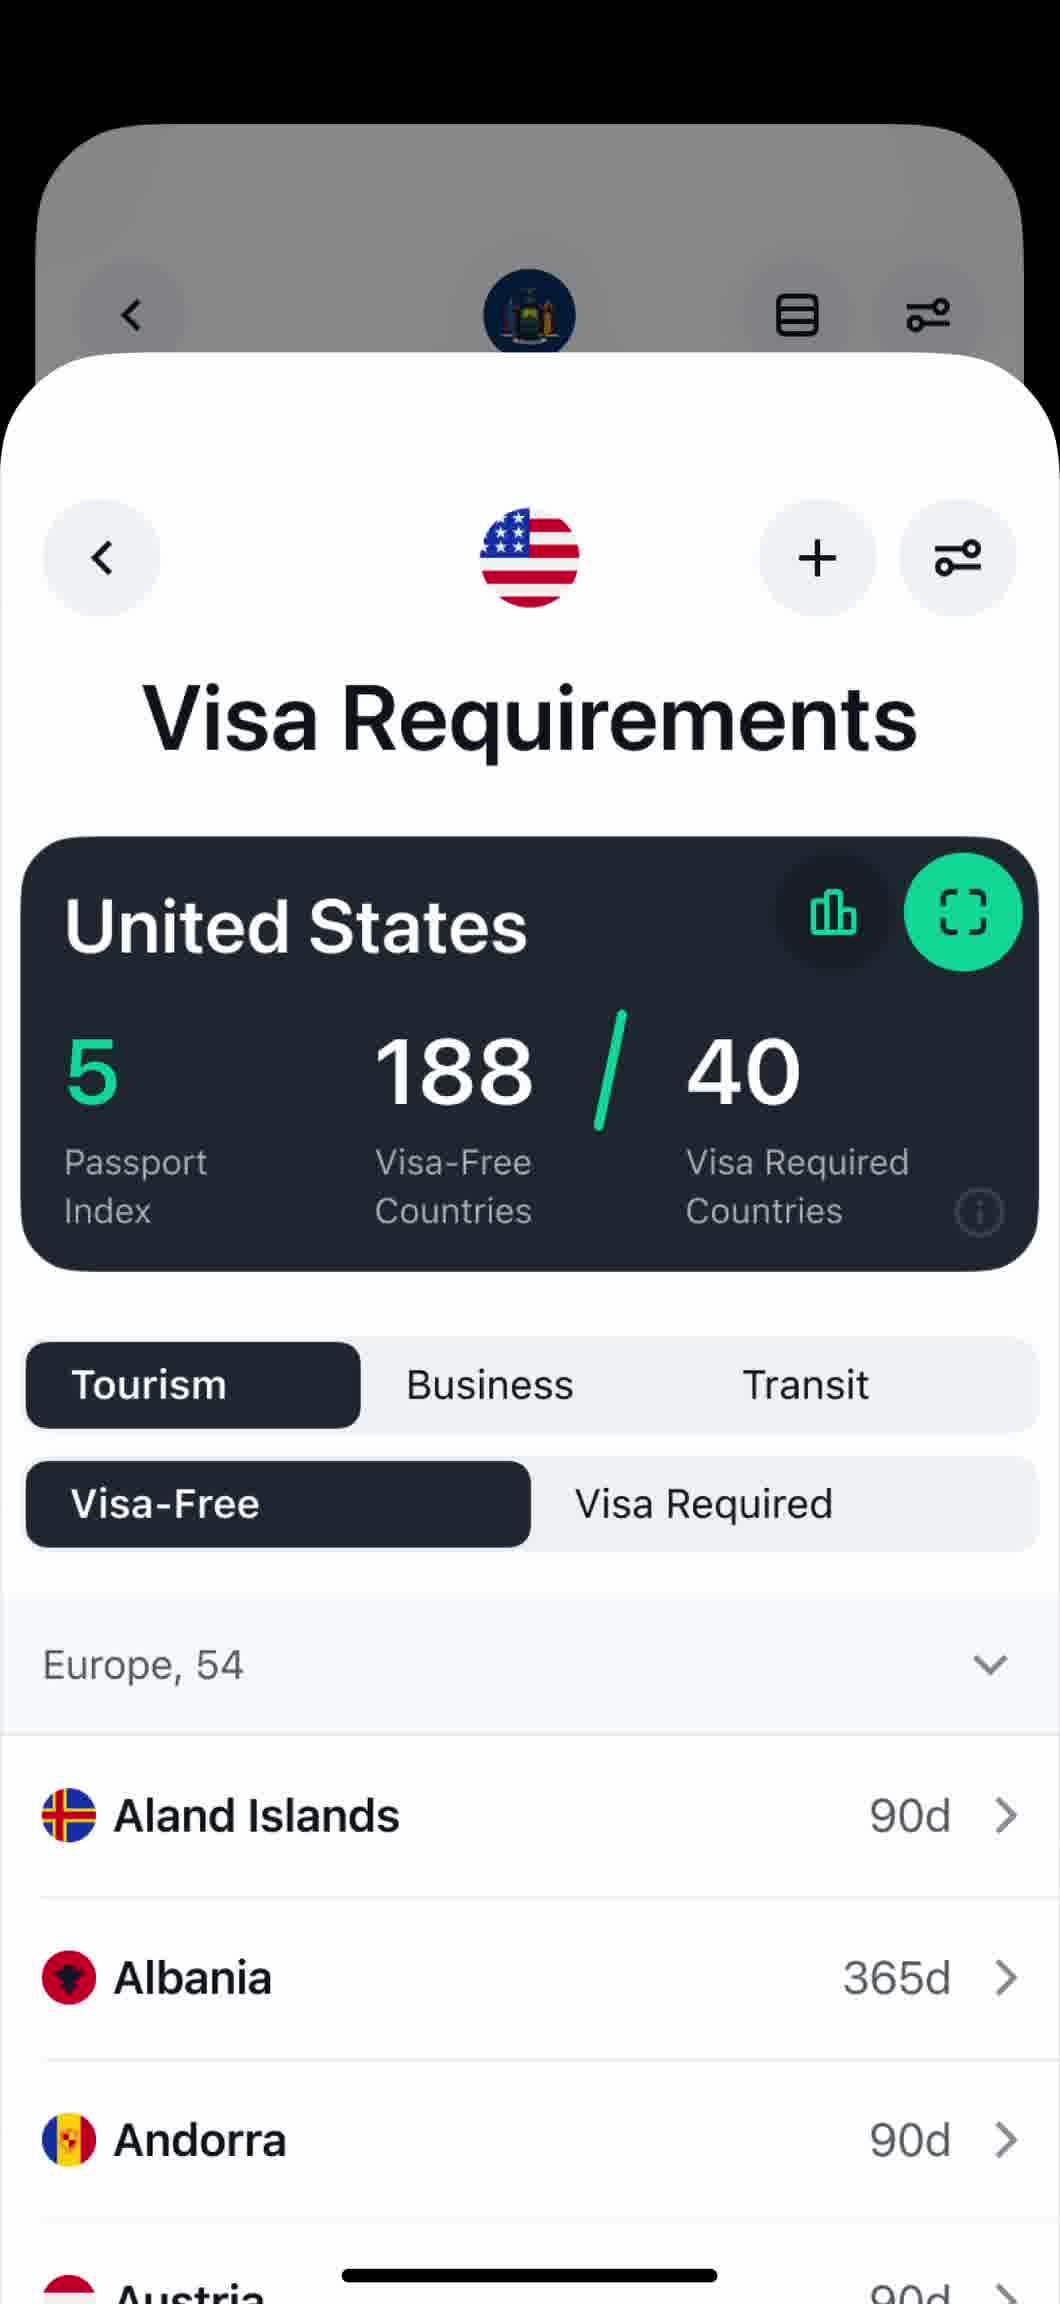 Visa Requirements
United States
5
188
40
Passport
Index
Visa-Free
Countries
Visa Required
Countries
Tourism
Business
Transit
Visa-Free
Visa Required
Europe, 54
Aland Islands
90d
Albania
365d
Andorra
90d
Austria
90d